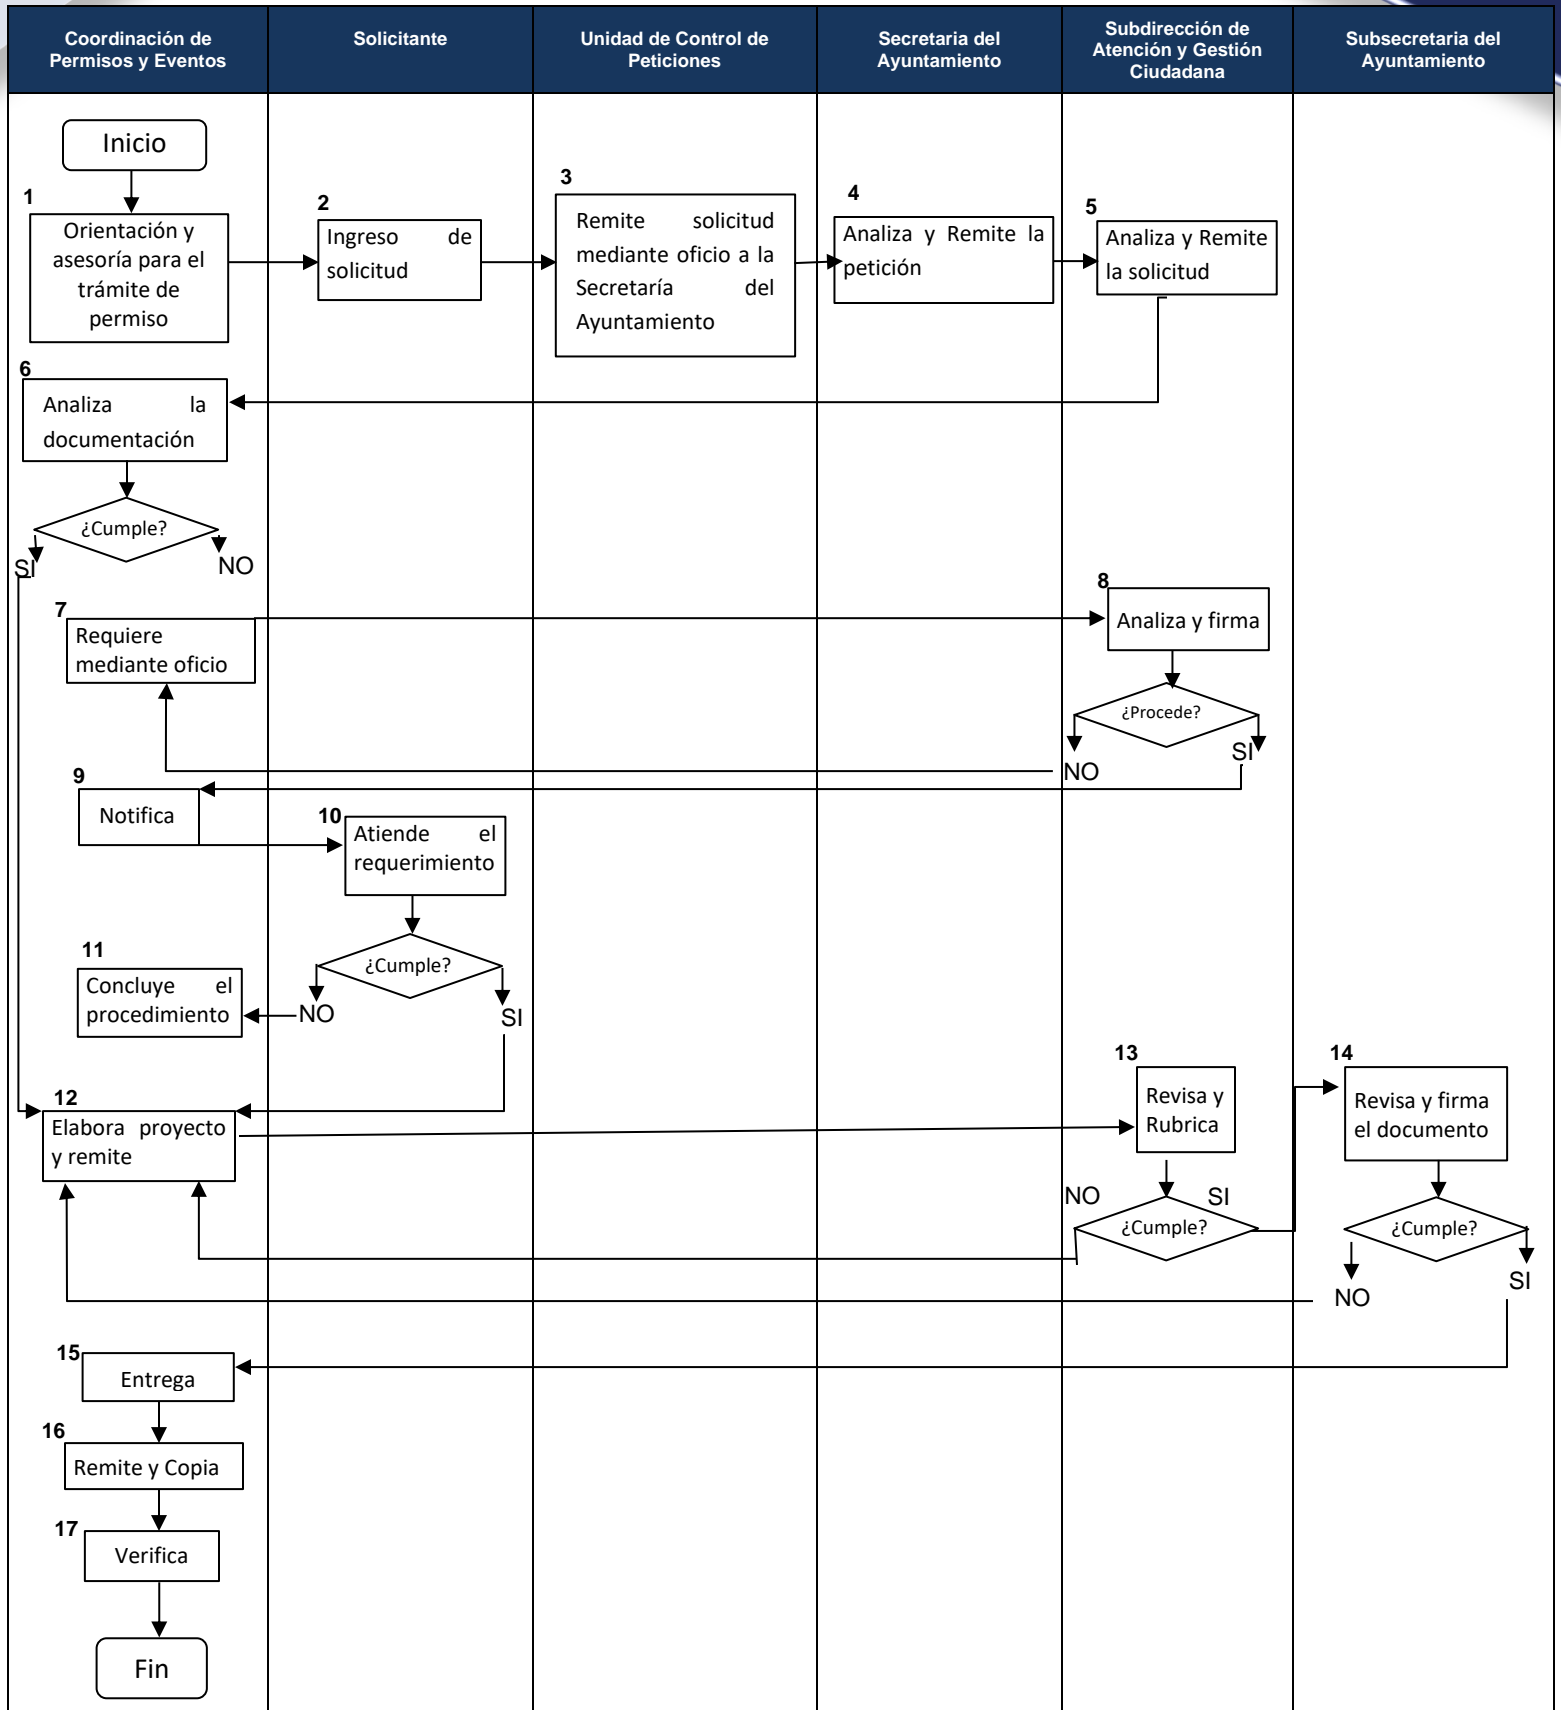 Coordinación de
Permisos y Eventos
Solicitante
Unidad de Control de
Peticiones
Secretaria del
Ayuntamiento
Subdirección de
Atención y Gestión
Ciudadana
Subsecretaria del
Ayuntamiento
Inicio
1
Orientación y
asesoría para el
trámite de
permiso
2
Ingreso de
solicitud
3
Remite solicitud
mediante oficio a la
Secretaría del
Ayuntamiento
4
Analiza y Remite la
petición
5
Analiza y Remite
la solicitud
6
Analiza la
documentación
¿Cumple?
SI
NO
7
Requiere
mediante oficio
8
Analiza y firma
¿Procede?
NO
SI
9
Notifica
10
Atiende el
requerimiento
¿Cumple?
NO
SI
11
Concluye el
procedimiento
12
Elabora proyecto
y remite
13
Revisa y
Rubrica
NO
SI
¿Cumple?
14
Revisa y firma
el documento
¿Cumple?
NO
SI
15
Entrega
16
Remite y Copia
17
Verifica
Fin